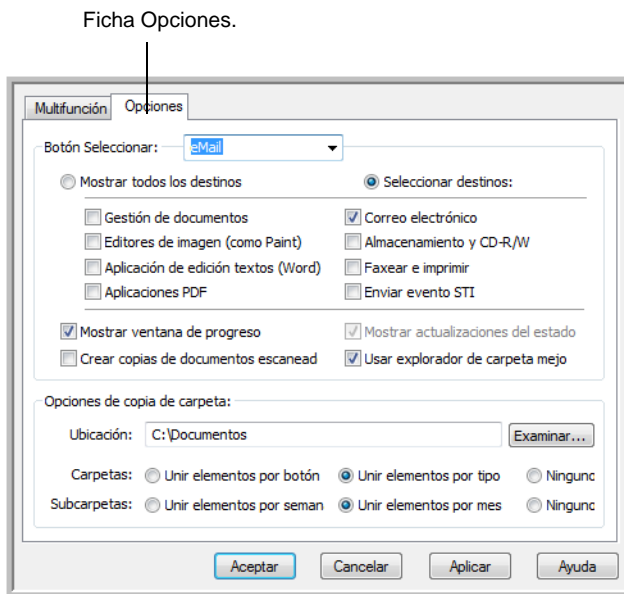 Ficha Opciones.
Multifunción Opciones
Botón Seleccionar: eMail
Mostrar todos los destinos Seleccionar destinos:
Gestión de documentos Correo electrónico
Editores de imagen (como Paint) Almacenamiento y CD-R/W
Aplicación de edición textos (Word) Faxear e imprimir
Aplicaciones PDF Enviar evento STI
Mostrar ventana de progreso Mostrar actualizaciones del estado
Crear copias de documentos escanead Usar explorador de carpeta mejo
Opciones de copia de carpeta:
Ubicación: C:\Documentos Examinar...
Carpetas: Unir elementos por botón Unir elementos por tipo Ninguno
Subcarpetas: Unir elementos por seman Unir elementos por mes Ninguno
Aceptar Cancelar Aplicar Ayuda